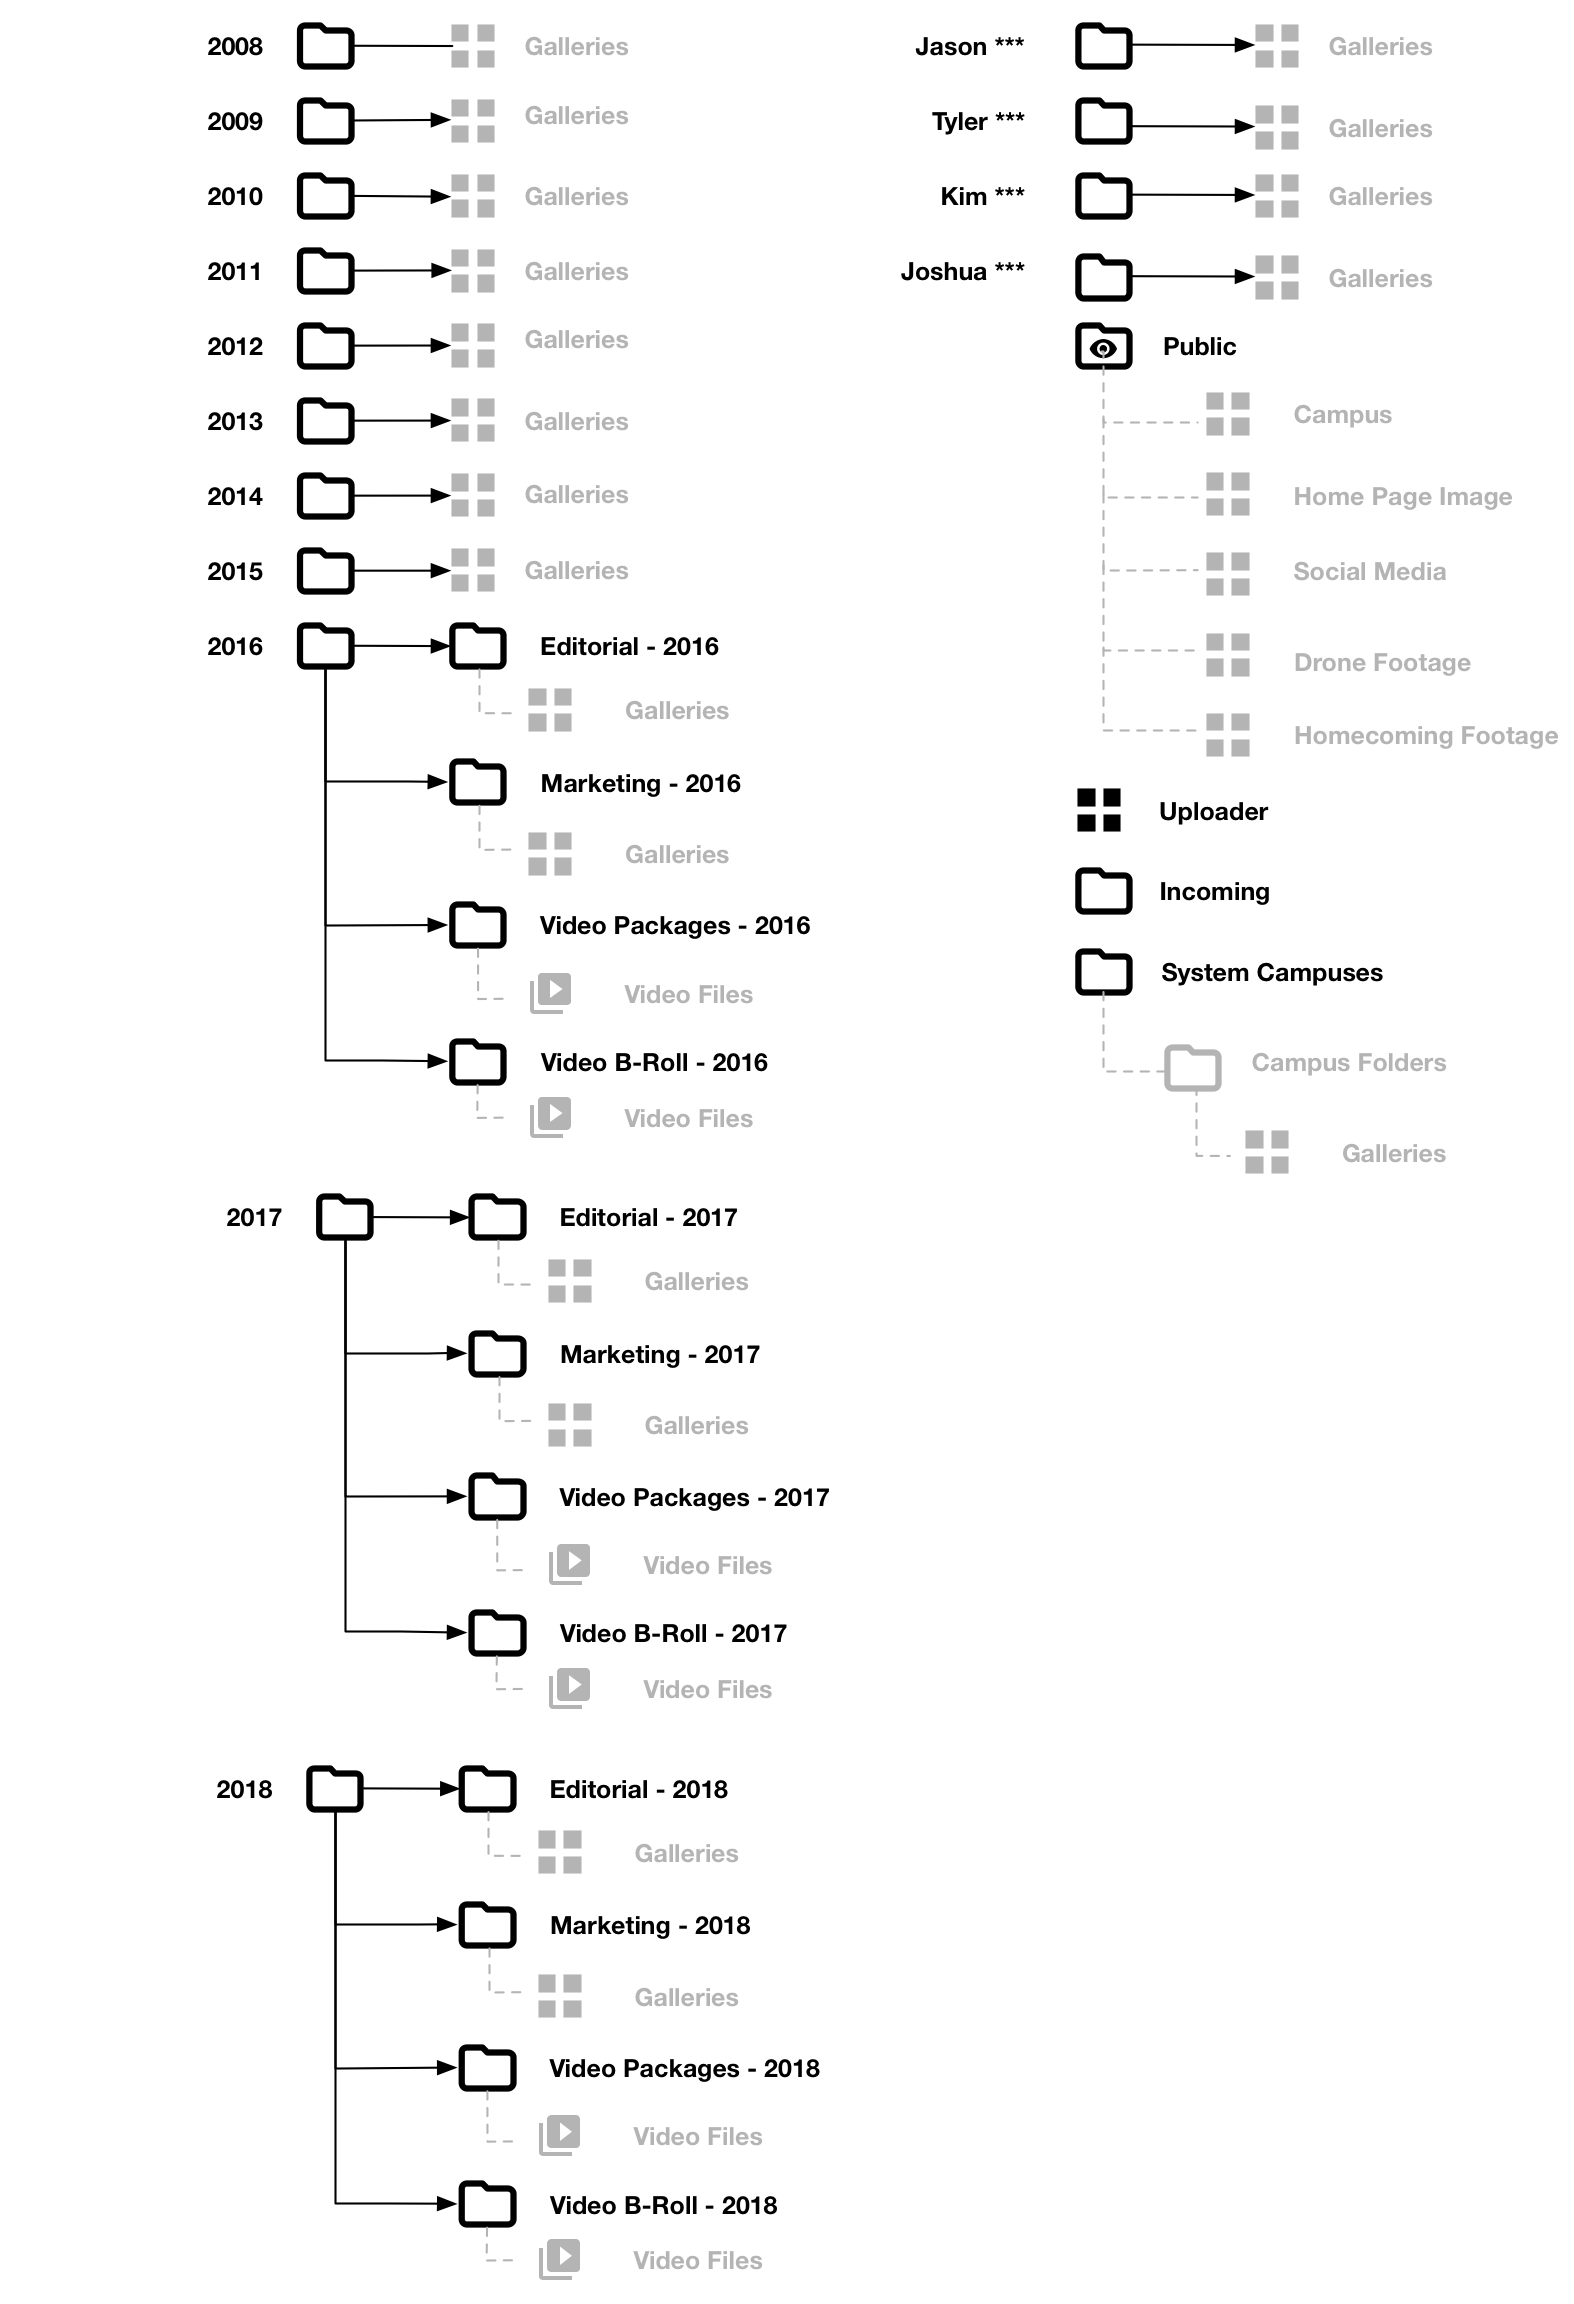 2008 Galleries
2009 Galleries
2010 Galleries
2011 Galleries
2012 Galleries
2013 Galleries
2014 Galleries
2015 Galleries
2016 Editorial - 2016
Galleries
Marketing - 2016
Galleries
Video Packages - 2016
Video Files
Video B-Roll - 2016
Video Files
2017 Editorial - 2017
Galleries
Marketing - 2017
Galleries
Video Packages - 2017
Video Files
Video B-Roll - 2017
Video Files
2018 Editorial - 2018
Galleries
Marketing - 2018
Galleries
Video Packages - 2018
Video Files
Video B-Roll - 2018
Video Files
Jason *** Galleries
Tyler *** Galleries
Kim *** Galleries
Joshua *** Galleries
Public
Campus
Home Page Image
Social Media
Drone Footage
Homecoming Footage
Uploader
Incoming
System Campuses
Campus Folders
Galleries